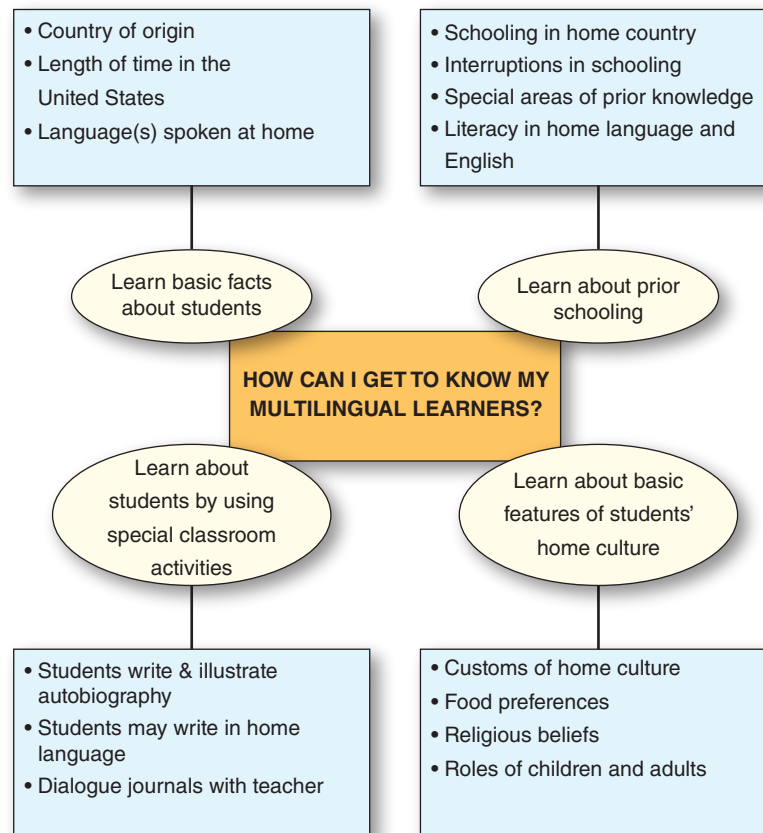 • Country of origin
• Length of time in the
United States
• Language(s) spoken at home
• Schooling in home country
• Interruptions in schooling
• Special areas of prior knowledge
• Literacy in home language and
English
Learn basic facts
about students
Learn about prior
schooling
HOW CAN I GET TO KNOW MY
MULTILINGUAL LEARNERS?
Learn about
students by using
special classroom
activities
Learn about basic
features of students’
home culture
• Students write & illustrate
autobiography
• Students may write in home
language
• Dialogue journals with teacher
• Customs of home culture
• Food preferences
• Religious beliefs
• Roles of children and adults